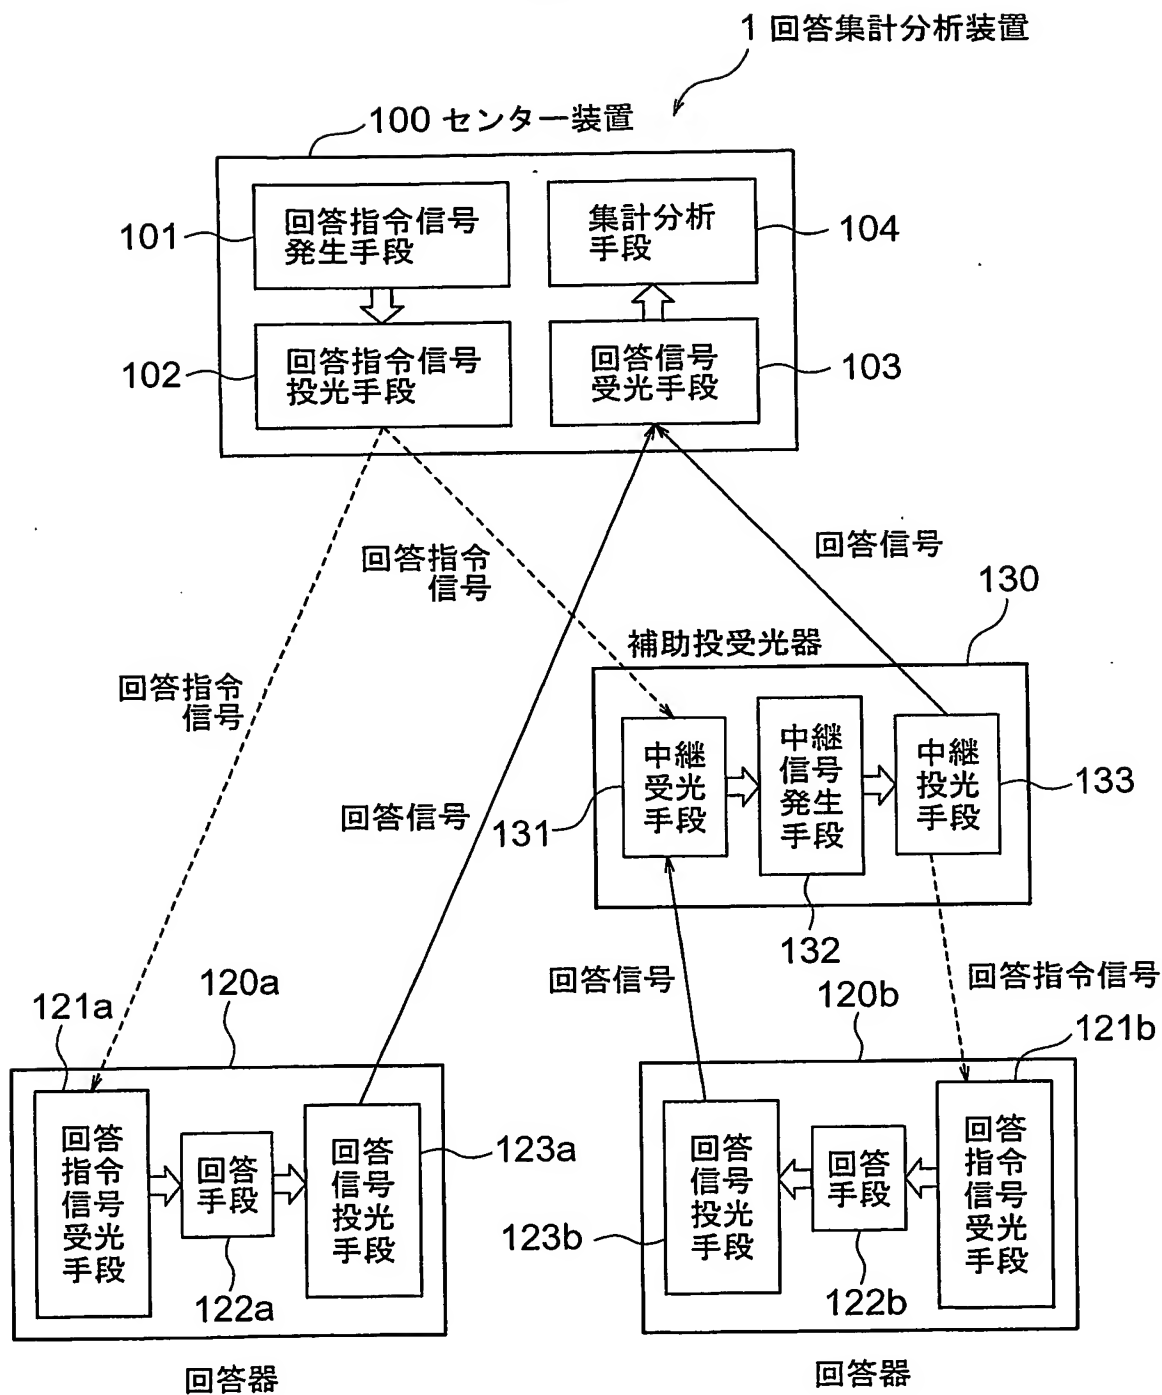 1 回答集計分析装置
100 センター装置
回答指令信号
発生手段
101
集計分析
手段
104
回答指令信号
投光手段
102
回答信号
受光手段
103
回答指令
信号
回答信号
130
補助投受光器
回答指令
信号
中継
受光
手段
131
中継
信号
発生
手段
132
中継
投光
手段
133
回答信号
回答信号
回答指令信号
120a
121a
回答
指令
信号
受光
手段
回答
手段
122a
回答
信号
投光
手段
123a
回答器
120b
121b
回答
信号
投光
手段
123b
回答
手段
122b
回答
指令
信号
受光
手段
回答器